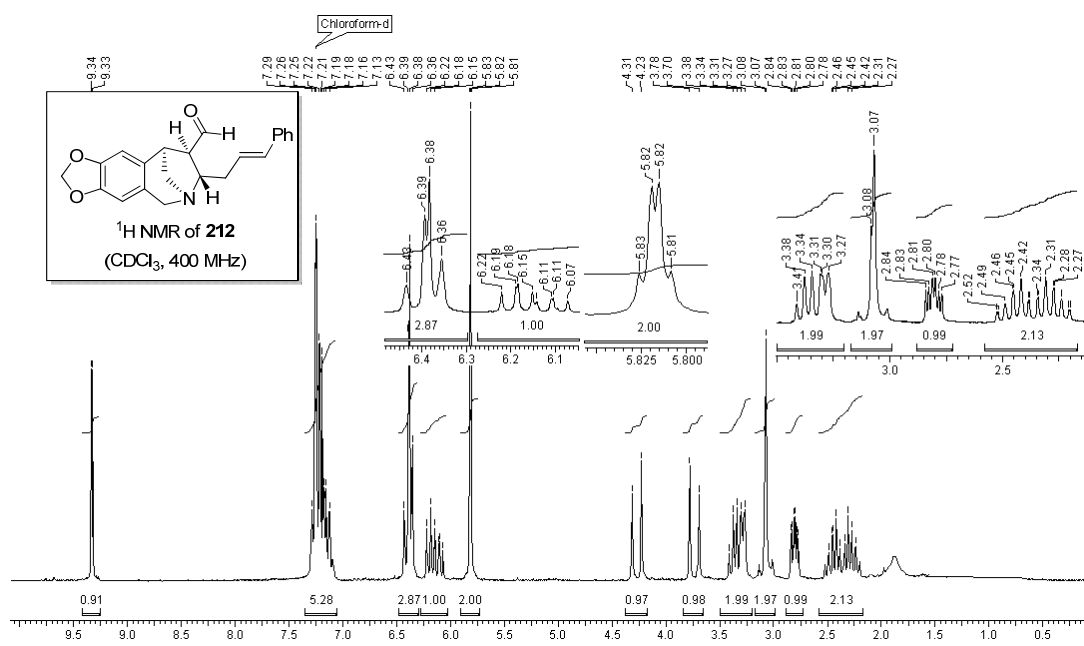 Chloroform-d
9.34 9.33 7.29 7.26 7.25 7.22 7.21 7.19 7.18 7.16 7.13 6.43 6.39 6.38 6.36 6.22 6.18 6.15 5.83 5.82 5.81 4.31 4.23 3.78 3.70 3.38 3.34 3.31 3.27 3.08 3.07 2.84 2.83 2.81 2.80 2.78 2.46 2.45 2.42 2.31 2.27
O
H
H
Ph
O
O
N
H
¹H NMR of 212
(CDCl₃, 400 MHz)
6.43 6.39 6.38 6.36 6.22 6.19 6.18 6.15 6.11 6.11 6.07
2.87 1.00
6.4 6.3 6.2 6.1
5.83 5.82 5.82 5.81
2.00
5.825 5.800
3.41 3.38 3.34 3.31 3.30 3.27 3.08 3.07 2.84 2.83 2.81 2.80 2.78 2.77 2.52 2.49 2.46 2.45 2.42 2.34 2.31 2.28 2.27
1.99 1.97 0.99 2.13
3.0 2.5
0.91 5.28 2.87 1.00 2.00 0.97 0.98 1.99 1.97 0.99 2.13
9.5 9.0 8.5 8.0 7.5 7.0 6.5 6.0 5.5 5.0 4.5 4.0 3.5 3.0 2.5 2.0 1.5 1.0 0.5